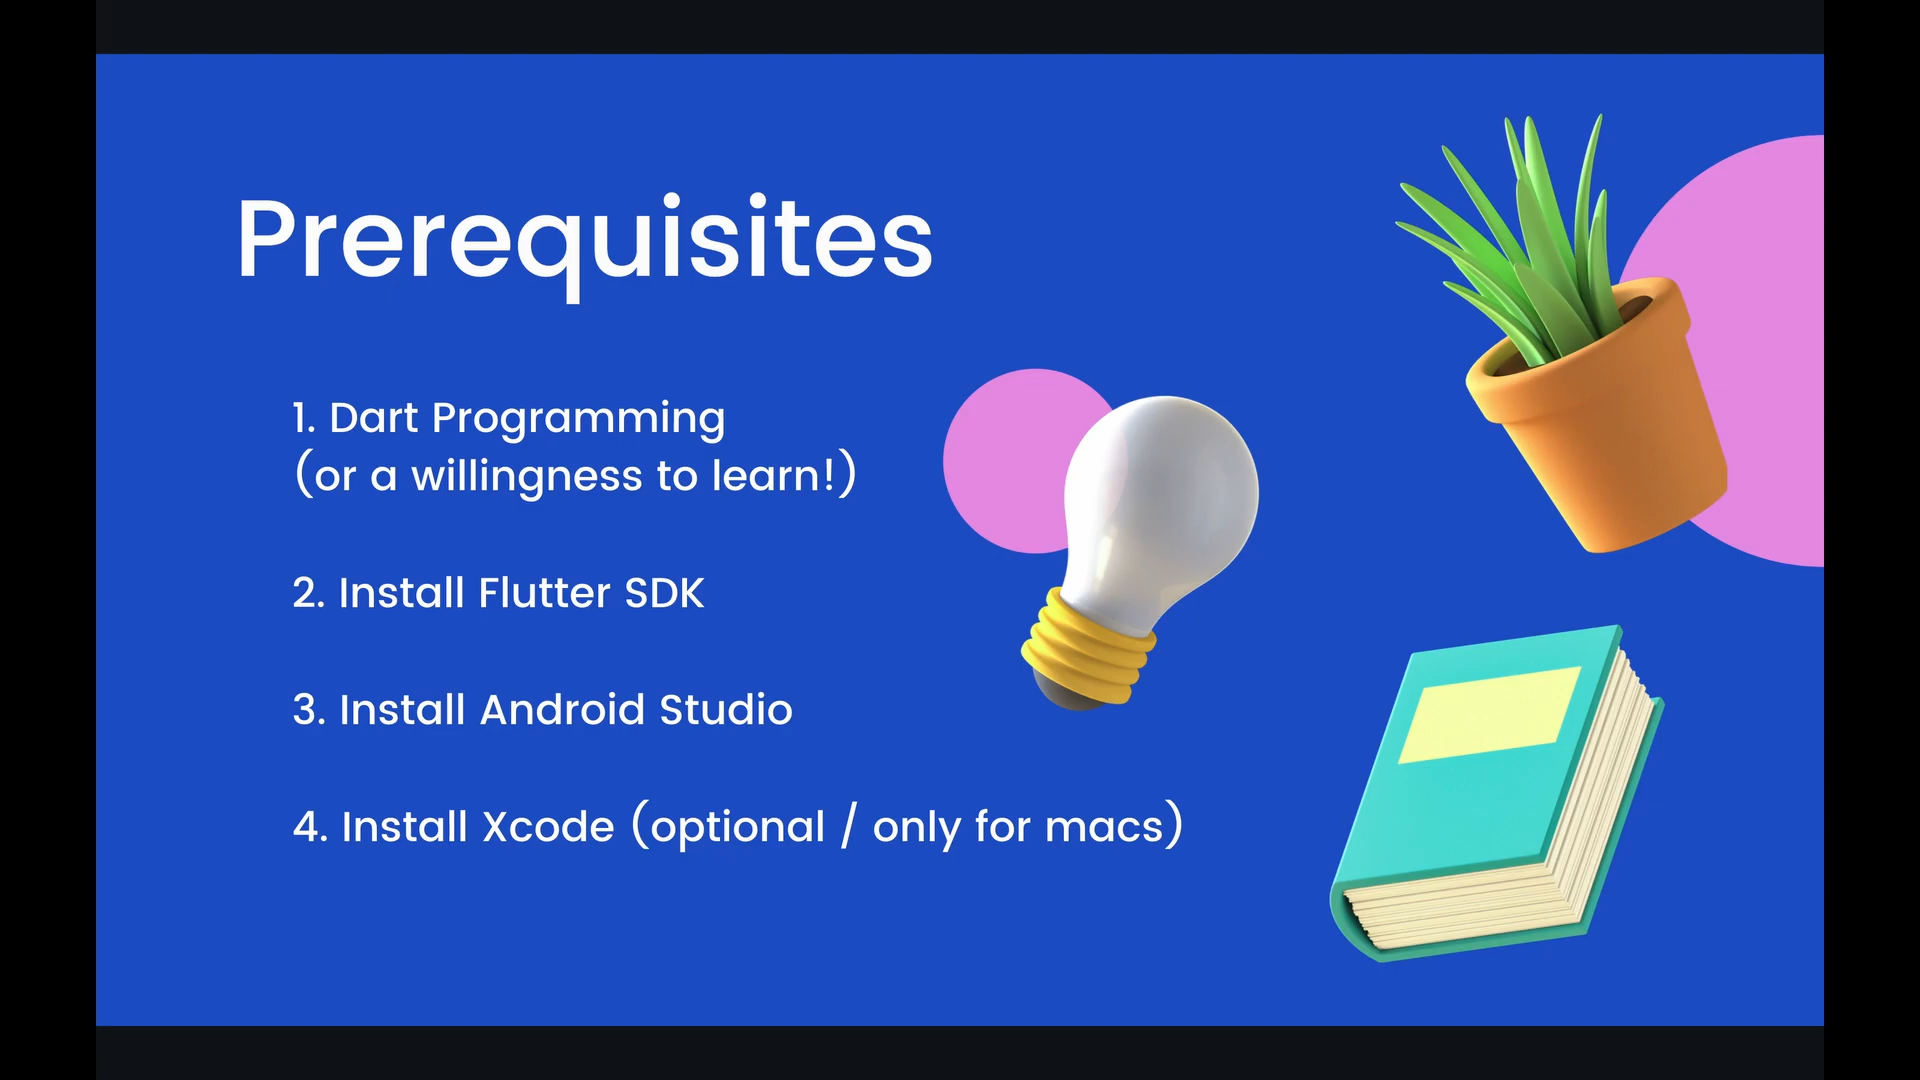 Prerequisites
1. Dart Programming
(or a willingness to learn!)
2. Install Flutter SDK
3. Install Android Studio
4. Install Xcode (optional / only for macs)